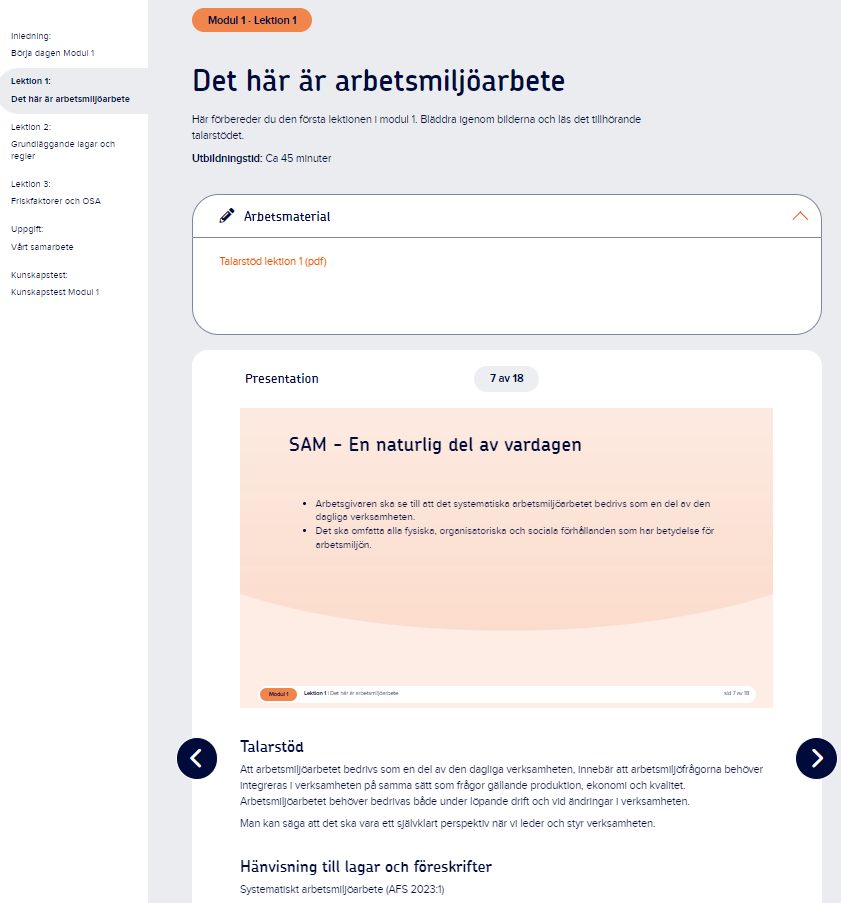 Inledning:
Börja dagen Modul 1
Lektion 1:
Det här är arbetsmiljöarbete
Lektion 2:
Grundläggande lagar och
regler
Lektion 3:
Friskfaktorer och OSA
Uppgift:
Vårt samarbete
Kunskapstest:
Kunskapstest Modul 1
Modul 1 - Lektion 1
Det här är arbetsmiljöarbete
Här förbereder du den första lektionen i modul 1. Bläddra igenom bilderna och läs det tillhörande
talarstödet.
Utbildningstid: Ca 45 minuter
Arbetsmaterial
Talarstöd lektion 1 (pdf)
Presentation
7 av 18
SAM - En naturlig del av vardagen
• Arbetsgivaren ska se till att det systematiska arbetsmiljöarbetet bedrivs som en del av den
dagliga verksamheten.
• Det ska omfatta alla fysiska, organisatoriska och sociala förhållanden som har betydelse för
arbetsmiljön.
Modul 1 Lektion 1 | Det här är arbetsmiljöarbete sid 7 av 18
Talarstöd
Att arbetsmiljöarbetet bedrivs som en del av den dagliga verksamheten, innebär att arbetsmiljöfrågorna behöver
integreras i verksamheten på samma sätt som frågor gällande produktion, ekonomi och kvalitet.
Arbetsmiljöarbetet behöver bedrivas både under löpande drift och vid ändringar i verksamheten.
Man kan säga att det ska vara ett självklart perspektiv när vi leder och styr verksamheten.
Hänvisning till lagar och föreskrifter
Systematiskt arbetsmiljöarbete (AFS 2023:1)